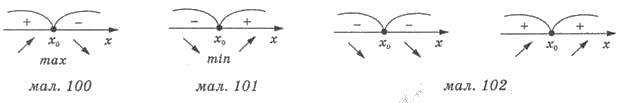 + − − + − − + +
x₀ x x₀ x x₀ x x₀ x
max min
мал. 100 мал. 101 мал. 102